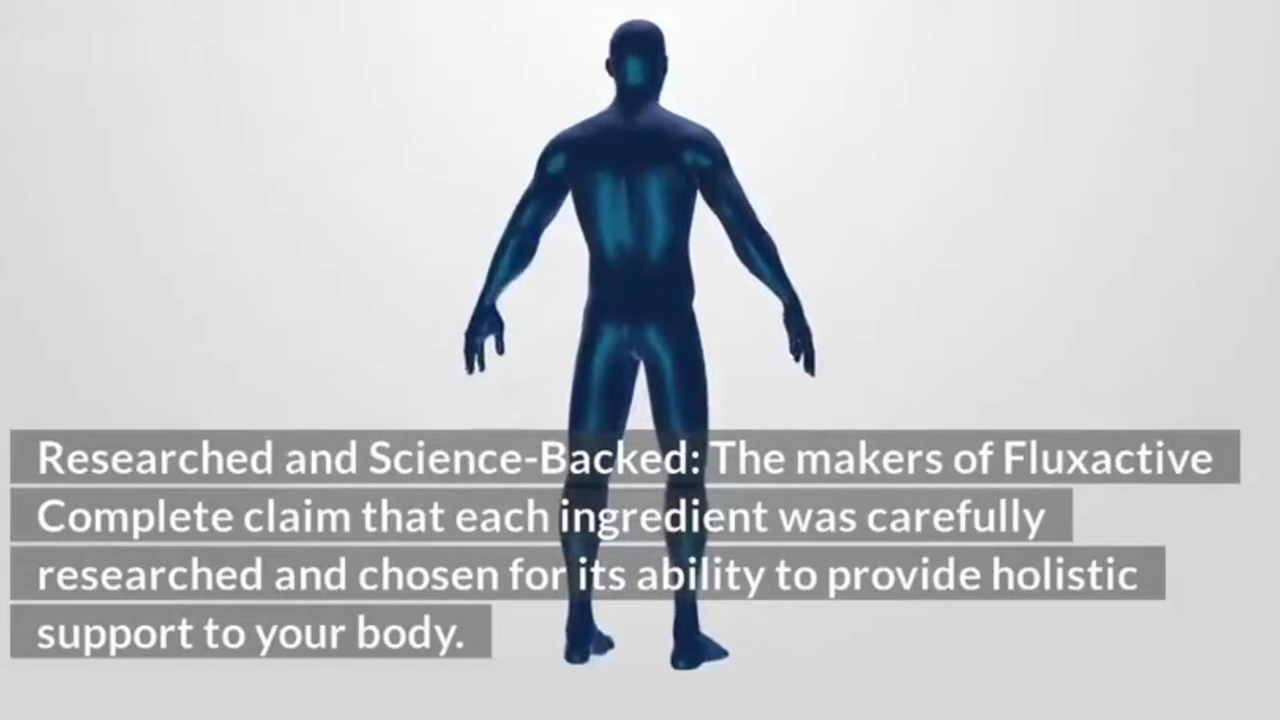 Researched and Science-Backed: The makers of Fluxactive
Complete claim that each ingredient was carefully
researched and chosen for its ability to provide holistic
support to your body.